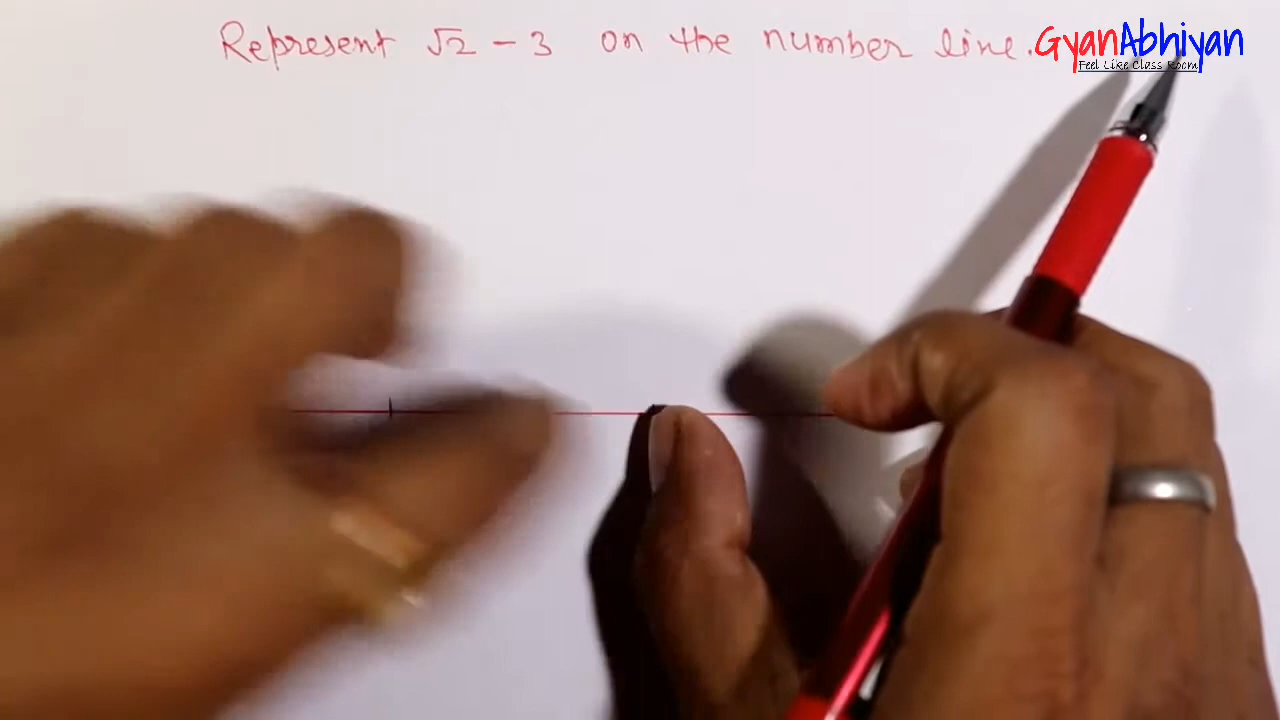 Represent √2 - 3 on the number line.
GyanAbhiyan
Feel Like Class Room